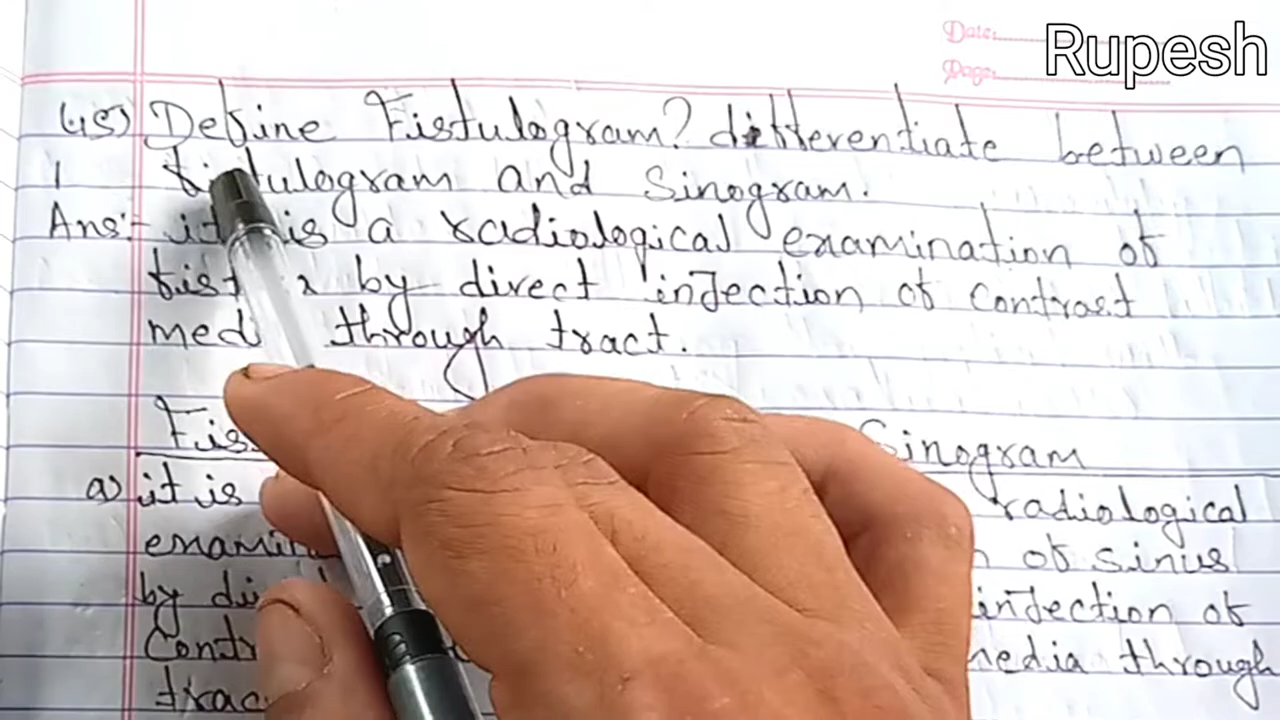 Date:
Rupesh
Page:
45) Define Fistulogram? differentiate between
1 fistulogram and Sinogram.
Ans:- it is a radiological examination of
by direct injection of contrast
through tract.
Sinogram
a) it is radiological
of sinus
by injection of
media through